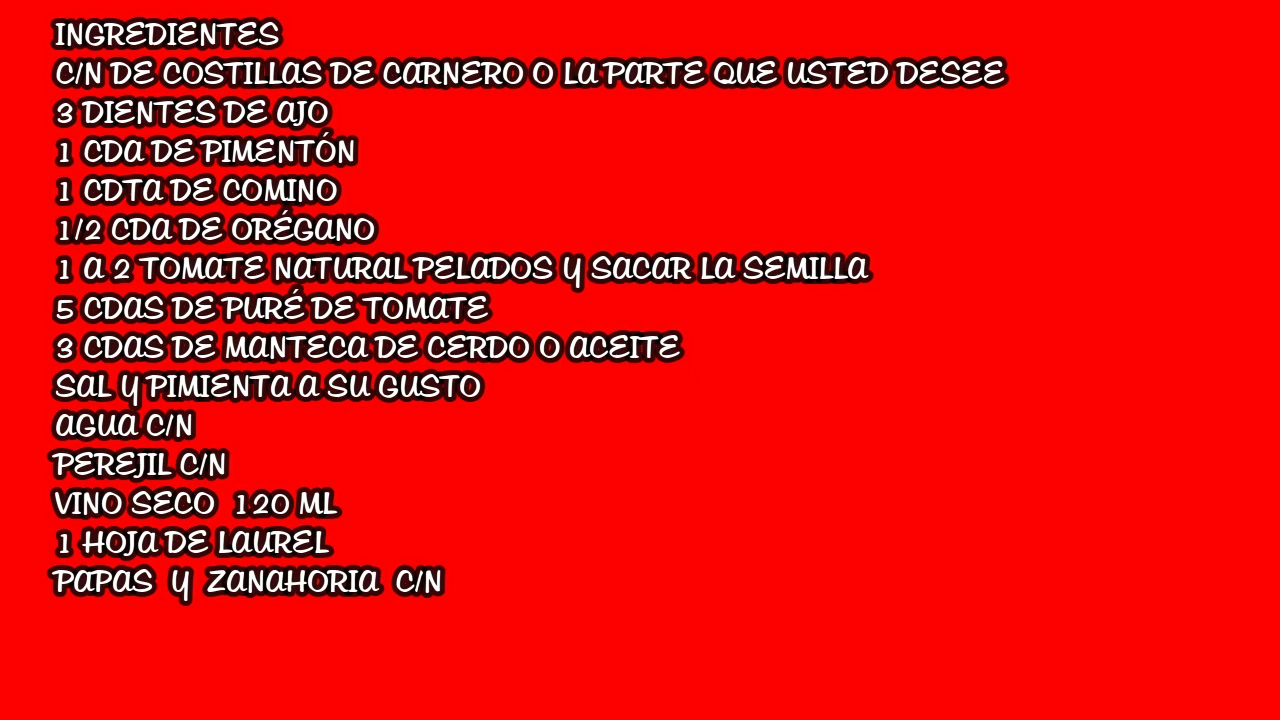 INGREDIENTES
C/N DE COSTILLAS DE CARNERO O LA PARTE QUE USTED DESEE
3 DIENTES DE AJO
1 CDA DE PIMENTÓN
1 CDTA DE COMINO
1/2 CDA DE ORÉGANO
1 A 2 TOMATE NATURAL PELADOS Y SACAR LA SEMILLA
5 CDAS DE PURÉ DE TOMATE
3 CDAS DE MANTECA DE CERDO O ACEITE
SAL Y PIMIENTA A SU GUSTO
AGUA C/N
PEREJIL C/N
VINO SECO 120 ML
1 HOJA DE LAUREL
PAPAS Y ZANAHORIA C/N